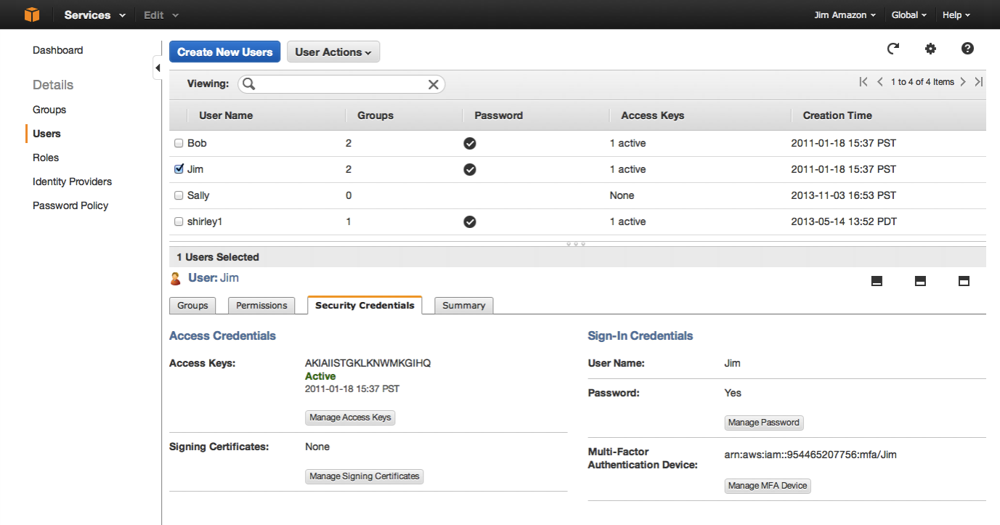 Services Edit Jim Amazon Global Help
Dashboard
Details
Groups
Users
Roles
Identity Providers
Password Policy
Create New Users User Actions
Viewing: 1 to 4 of 4 Items
User Name Groups Password Access Keys Creation Time
Bob 2 1 active 2011-01-18 15:37 PST
Jim 2 1 active 2011-01-18 15:37 PST
Sally 0 None 2013-11-03 16:53 PST
shirley1 1 1 active 2013-05-14 13:52 PDT
1 Users Selected
User: Jim
Groups Permissions Security Credentials Summary
Access Credentials
Access Keys: AKIAIISTGKLKNWMKGIHQ
Active
2011-01-18 15:37 PST
Manage Access Keys
Signing Certificates: None
Manage Signing Certificates
Sign-In Credentials
User Name: Jim
Password: Yes
Manage Password
Multi-Factor
Authentication Device: arn:aws:iam::954465207756:mfa/Jim
Manage MFA Device